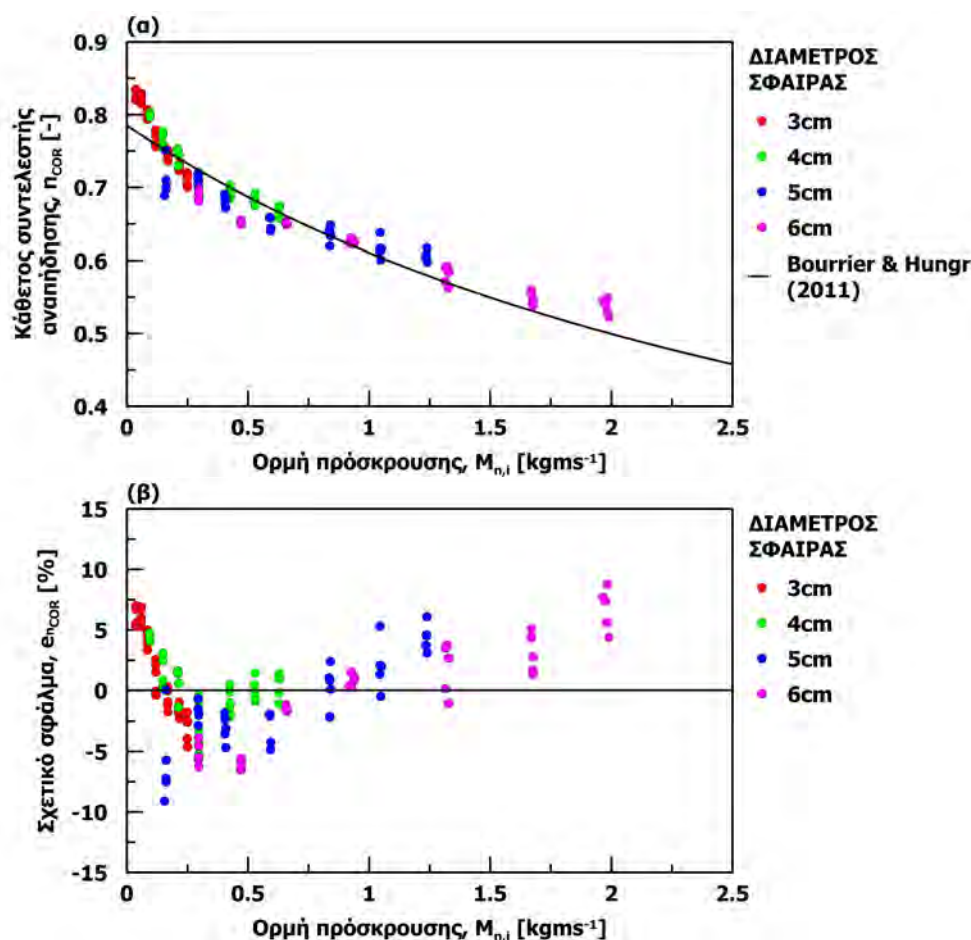 (α)
0.9
0.8
0.7
0.6
0.5
0.4
Κάθετος συντελεστής
αναπήδησης, n_COR [-]
0 0.5 1 1.5 2 2.5
Ορμή πρόσκρουσης, M_n,i [kgms⁻¹]
ΔΙΑΜΕΤΡΟΣ
ΣΦΑΙΡΑΣ
3cm
4cm
5cm
6cm
Bourrier & Hungr
(2011)
(β)
15
10
5
0
-5
-10
-15
Σχετικό σφάλμα, e_nCOR [%]
0 0.5 1 1.5 2 2.5
Ορμή πρόσκρουσης, M_n,i [kgms⁻¹]
ΔΙΑΜΕΤΡΟΣ
ΣΦΑΙΡΑΣ
3cm
4cm
5cm
6cm